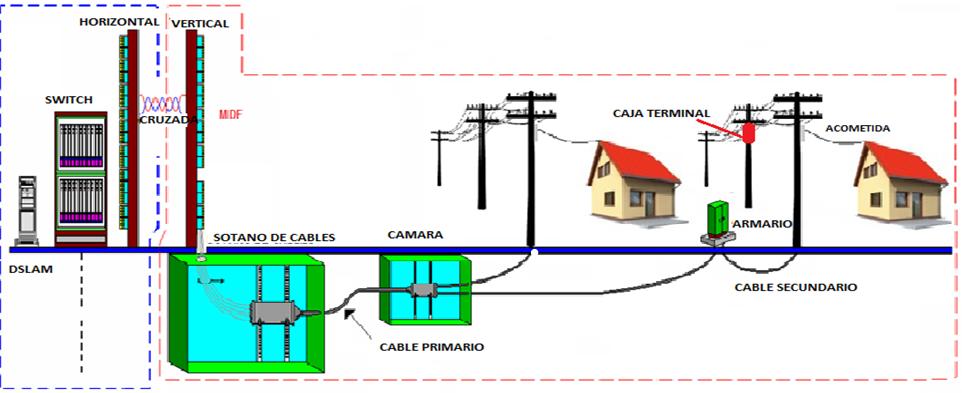 HORIZONTAL
VERTICAL
SWITCH
CRUZADA
MIDF
CAJA TERMINAL
ACOMETIDA
ARMARIO
SOTANO DE CABLES
CAMARA
DSLAM
CABLE SECUNDARIO
CABLE PRIMARIO